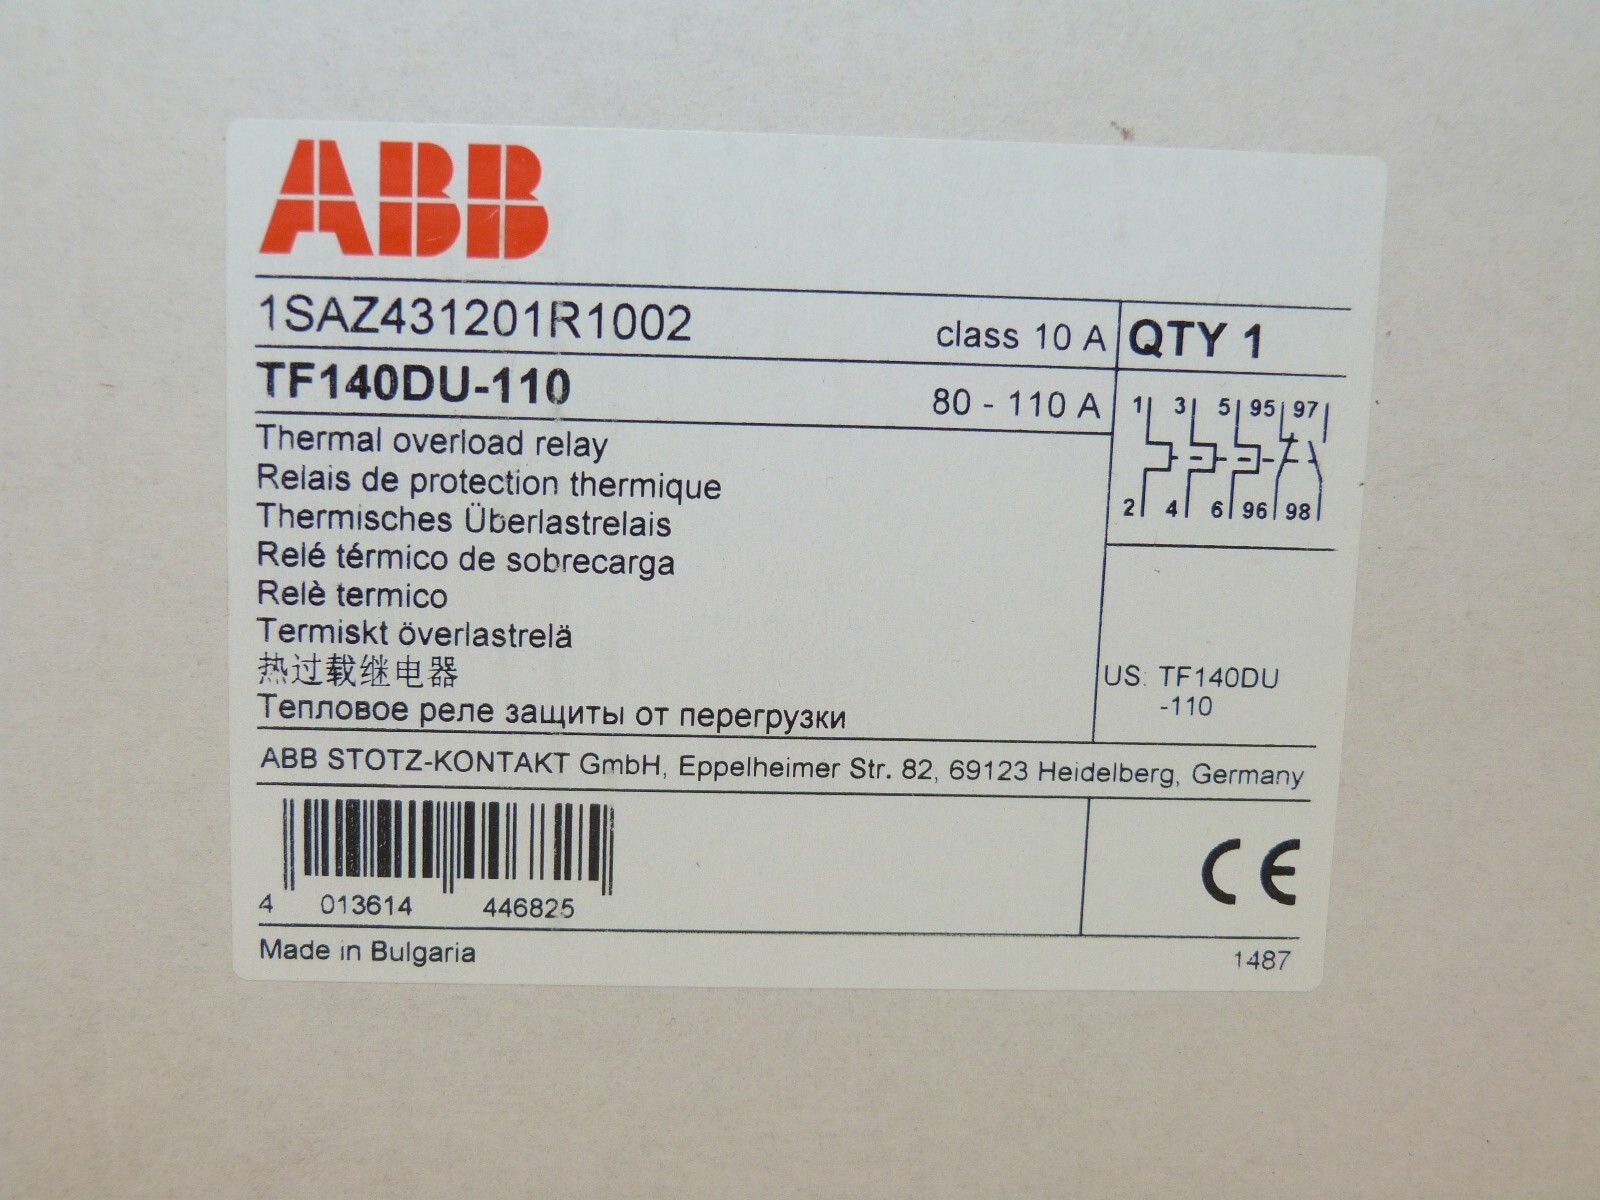 ABB
1SAZ431201R1002 class 10 A QTY 1
TF140DU-110 80 - 110 A
1 3 5 95 97
2 4 6 96 98
Thermal overload relay
Relais de protection thermique
Thermisches Überlastrelais
Relé térmico de sobrecarga
Relè termico
Termiskt överlastrelä
热过载继电器
Тепловое реле защиты от перегрузки
US: TF140DU
-110
ABB STOTZ-KONTAKT GmbH, Eppelheimer Str. 82, 69123 Heidelberg, Germany
4 013614 446825
CE
Made in Bulgaria 1487